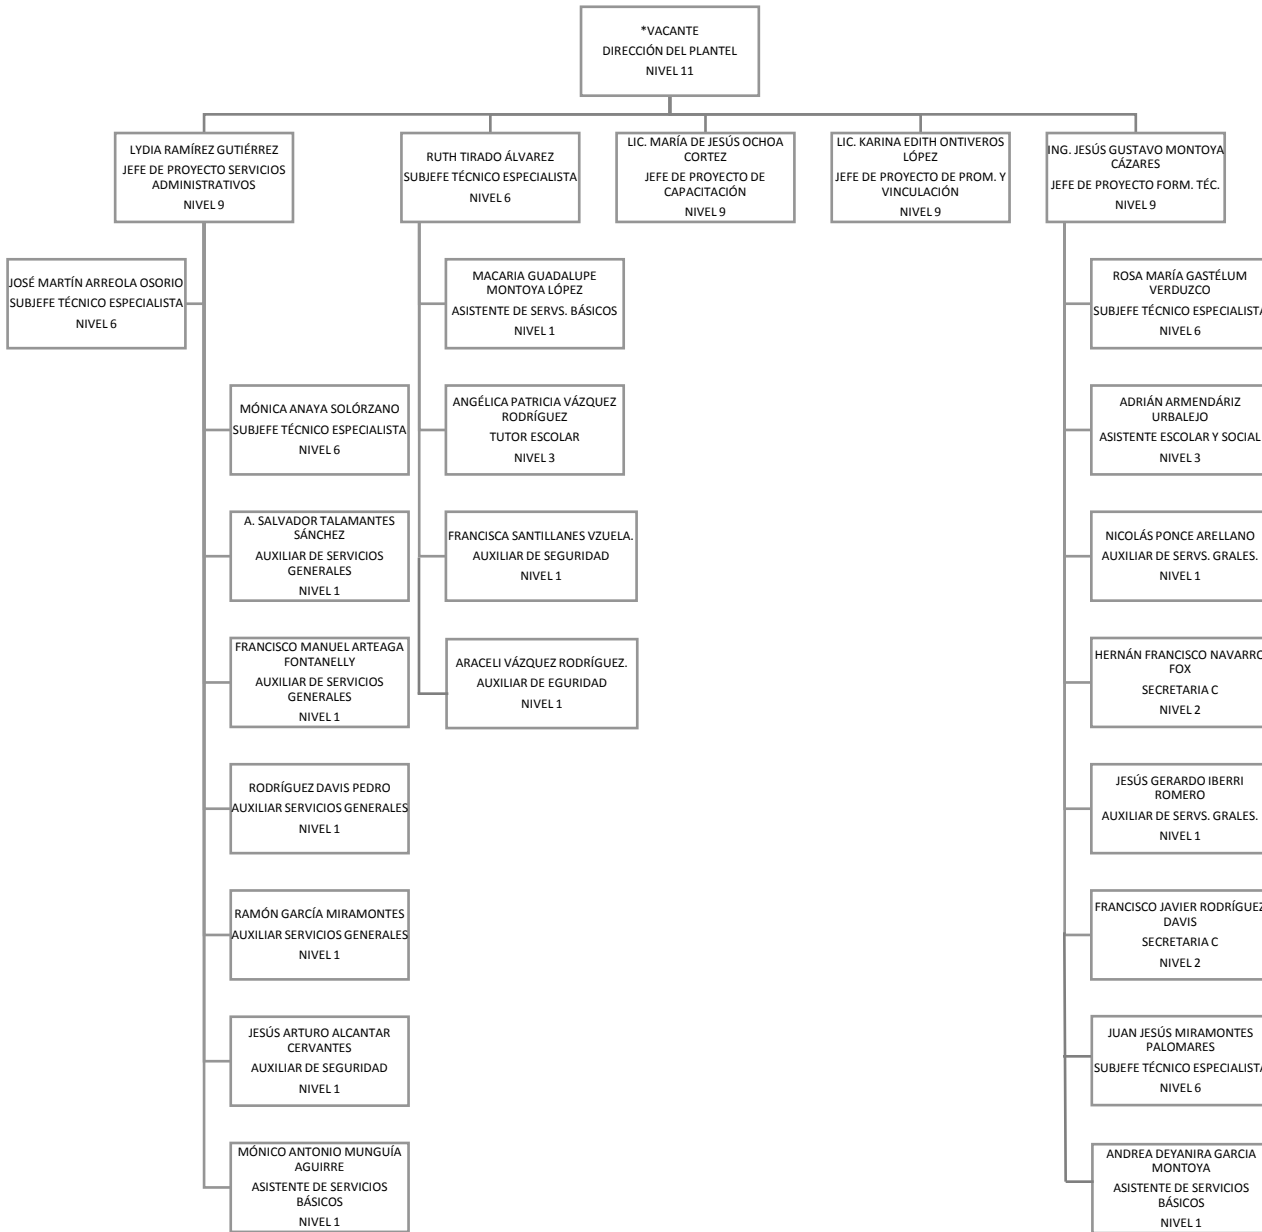 *VACANTE
DIRECCIÓN DEL PLANTEL
NIVEL 11
LYDIA RAMÍREZ GUTIÉRREZ
JEFE DE PROYECTO SERVICIOS
ADMINISTRATIVOS
NIVEL 9
RUTH TIRADO ÁLVAREZ
SUBJEFE TÉCNICO ESPECIALISTA
NIVEL 6
LIC. MARÍA DE JESÚS OCHOA
CORTEZ
JEFE DE PROYECTO DE
CAPACITACIÓN
NIVEL 9
LIC. KARINA EDITH ONTIVEROS
LÓPEZ
JEFE DE PROYECTO DE PROM. Y
VINCULACIÓN
NIVEL 9
ING. JESÚS GUSTAVO MONTOYA
CÁZARES
JEFE DE PROYECTO FORM. TÉC.
NIVEL 9
JOSÉ MARTÍN ARREOLA OSORIO
SUBJEFE TÉCNICO ESPECIALISTA
NIVEL 6
MÓNICA ANAYA SOLÓRZANO
SUBJEFE TÉCNICO ESPECIALISTA
NIVEL 6
A. SALVADOR TALAMANTES
SÁNCHEZ
AUXILIAR DE SERVICIOS
GENERALES
NIVEL 1
FRANCISCO MANUEL ARTEAGA
FONTANELLY
AUXILIAR DE SERVICIOS
GENERALES
NIVEL 1
RODRÍGUEZ DAVIS PEDRO
AUXILIAR SERVICIOS GENERALES
NIVEL 1
RAMÓN GARCÍA MIRAMONTES
AUXILIAR SERVICIOS GENERALES
NIVEL 1
JESÚS ARTURO ALCANTAR
CERVANTES
AUXILIAR DE SEGURIDAD
NIVEL 1
MÓNICO ANTONIO MUNGUÍA
AGUIRRE
ASISTENTE DE SERVICIOS
BÁSICOS
NIVEL 1
MACARIA GUADALUPE
MONTOYA LÓPEZ
ASISTENTE DE SERVS. BÁSICOS
NIVEL 1
ANGÉLICA PATRICIA VÁZQUEZ
RODRÍGUEZ
TUTOR ESCOLAR
NIVEL 3
FRANCISCA SANTILLANES VZUELA.
AUXILIAR DE SEGURIDAD
NIVEL 1
ARACELI VÁZQUEZ RODRÍGUEZ.
AUXILIAR DE EGURIDAD
NIVEL 1
ROSA MARÍA GASTÉLUM
VERDUZCO
SUBJEFE TÉCNICO ESPECIALISTA
NIVEL 6
ADRIÁN ARMENDÁRIZ
URBALEJO
ASISTENTE ESCOLAR Y SOCIAL
NIVEL 3
NICOLÁS PONCE ARELLANO
AUXILIAR DE SERVS. GRALES.
NIVEL 1
HERNÁN FRANCISCO NAVARRO
FOX
SECRETARIA C
NIVEL 2
JESÚS GERARDO IBERRI
ROMERO
AUXILIAR DE SERVS. GRALES.
NIVEL 1
FRANCISCO JAVIER RODRÍGUEZ
DAVIS
SECRETARIA C
NIVEL 2
JUAN JESÚS MIRAMONTES
PALOMARES
SUBJEFE TÉCNICO ESPECIALISTA
NIVEL 6
ANDREA DEYANIRA GARCIA
MONTOYA
ASISTENTE DE SERVICIOS
BÁSICOS
NIVEL 1